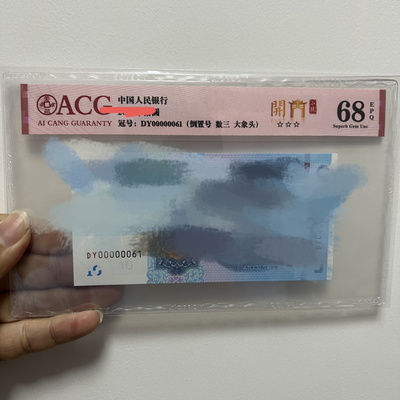 ACG 中国人民银行
AI CANG GUARANTY 冠号: DY00000061 (倒置号 数三 大象头)
開門
☆☆☆
68 EPQ
Superb Gem Unc
DY00000061